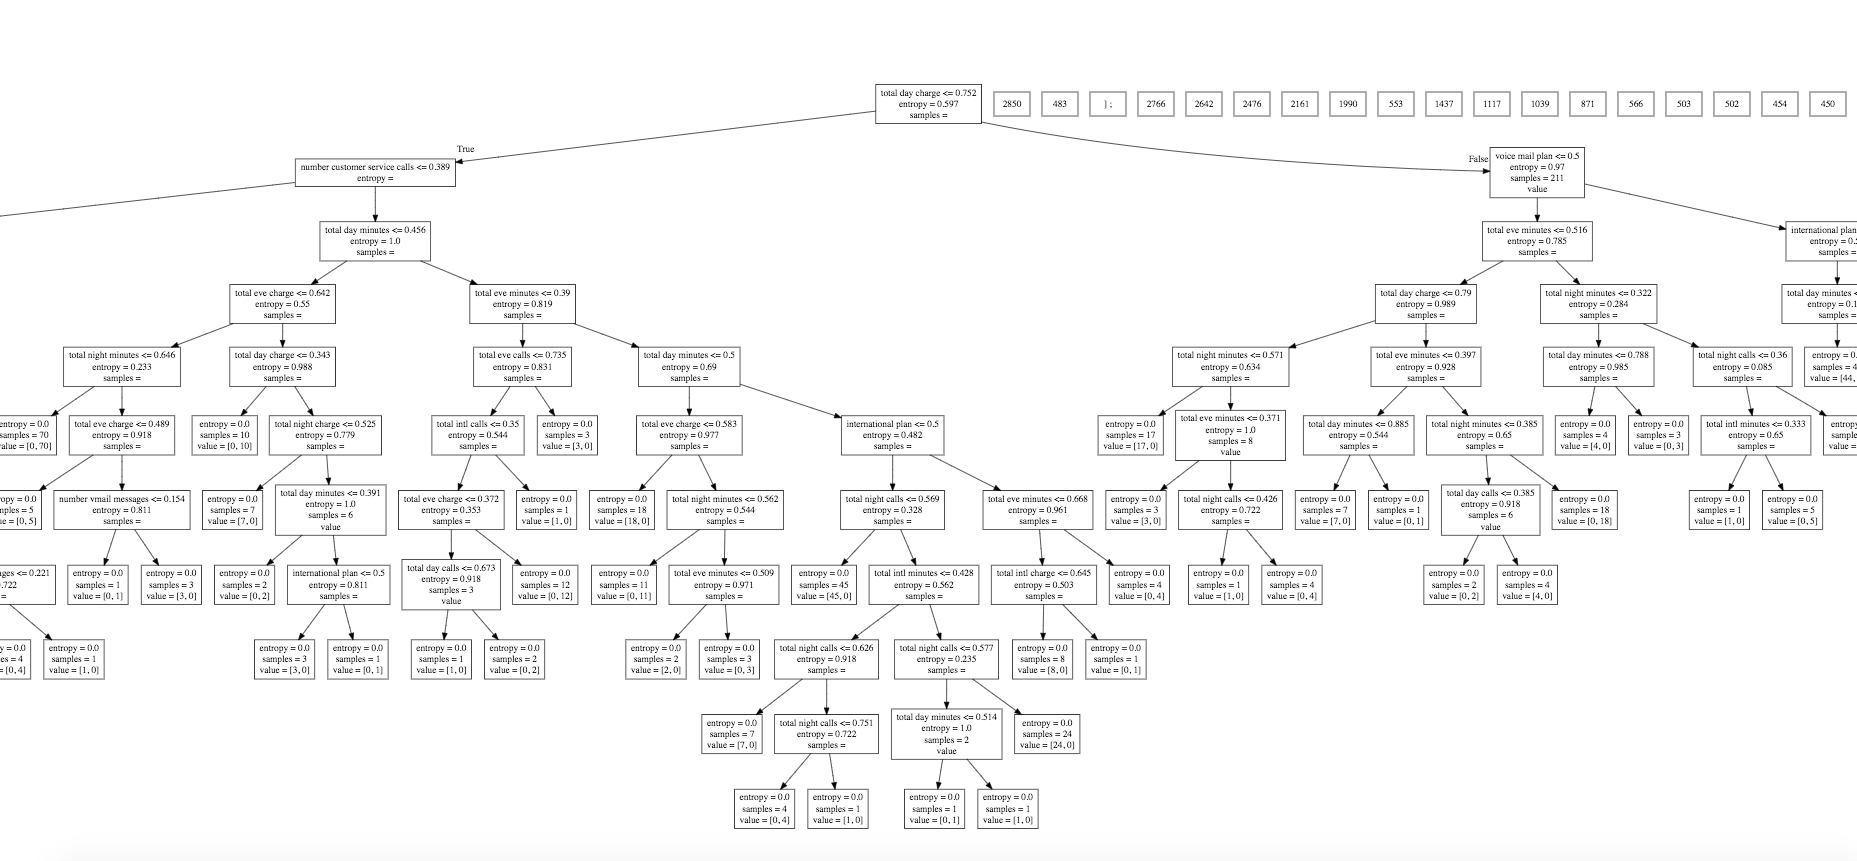 total day charge <= 0.752
entropy = 0.597
samples =
2850
483
] ;
2766
2642
2476
2161
1990
553
1437
1117
1039
871
566
503
502
454
450
True
False
number customer service calls <= 0.389
entropy =
voice mail plan <= 0.5
entropy = 0.97
samples = 211
value
total day minutes <= 0.456
entropy = 1.0
samples =
total eve minutes <= 0.516
entropy = 0.785
samples =
international plan
entropy = 0.
samples =
total eve charge <= 0.642
entropy = 0.55
samples =
total eve minutes <= 0.39
entropy = 0.819
samples =
total day charge <= 0.79
entropy = 0.989
samples =
total night minutes <= 0.322
entropy = 0.284
samples =
total day minutes <
entropy = 0.1
samples =
total night minutes <= 0.646
entropy = 0.233
samples =
total day charge <= 0.343
entropy = 0.988
samples =
total eve calls <= 0.735
entropy = 0.831
samples =
total day minutes <= 0.5
entropy = 0.69
samples =
total night minutes <= 0.571
entropy = 0.634
samples =
total eve minutes <= 0.397
entropy = 0.928
samples =
total day minutes <= 0.788
entropy = 0.985
samples =
total night calls <= 0.36
entropy = 0.085
samples =
entropy = 0.
samples = 4
value = [44,
entropy = 0.0
samples = 70
value = [0, 70]
total eve charge <= 0.489
entropy = 0.918
samples =
entropy = 0.0
samples = 10
value = [0, 10]
total night charge <= 0.525
entropy = 0.779
samples =
total intl calls <= 0.35
entropy = 0.544
samples =
entropy = 0.0
samples = 3
value = [3, 0]
total eve charge <= 0.583
entropy = 0.977
samples =
international plan <= 0.5
entropy = 0.482
samples =
entropy = 0.0
samples = 17
value = [17, 0]
total eve minutes <= 0.371
entropy = 1.0
samples = 8
value
total day minutes <= 0.885
entropy = 0.544
samples =
total night minutes <= 0.385
entropy = 0.65
samples =
entropy = 0.0
samples = 4
value = [4, 0]
entropy = 0.0
samples = 3
value = [0, 3]
total intl minutes <= 0.333
entropy = 0.65
samples =
entropy
samples =
value =
opy = 0.0
ples = 5
ue = [0, 5]
number vmail messages <= 0.154
entropy = 0.811
samples =
entropy = 0.0
samples = 7
value = [7, 0]
total day minutes <= 0.391
entropy = 1.0
samples = 6
value
total eve charge <= 0.372
entropy = 0.353
samples =
entropy = 0.0
samples = 1
value = [1, 0]
entropy = 0.0
samples = 18
value = [18, 0]
total night minutes <= 0.562
entropy = 0.544
samples =
total night calls <= 0.569
entropy = 0.328
samples =
total eve minutes <= 0.668
entropy = 0.961
samples =
entropy = 0.0
samples = 3
value = [3, 0]
total night calls <= 0.426
entropy = 0.722
samples =
entropy = 0.0
samples = 7
value = [7, 0]
entropy = 0.0
samples = 1
value = [0, 1]
total day calls <= 0.385
entropy = 0.918
samples = 6
value
entropy = 0.0
samples = 18
value = [0, 18]
entropy = 0.0
samples = 1
value = [1, 0]
entropy = 0.0
samples = 5
value = [0, 5]
ages <= 0.221
.722
=
entropy = 0.0
samples = 1
value = [0, 1]
entropy = 0.0
samples = 3
value = [3, 0]
entropy = 0.0
samples = 2
value = [0, 2]
international plan <= 0.5
entropy = 0.811
samples =
total day calls <= 0.673
entropy = 0.918
samples = 3
value
entropy = 0.0
samples = 12
value = [0, 12]
entropy = 0.0
samples = 11
value = [0, 11]
total eve minutes <= 0.509
entropy = 0.971
samples =
entropy = 0.0
samples = 45
value = [45, 0]
total intl minutes <= 0.428
entropy = 0.562
samples =
total intl charge <= 0.645
entropy = 0.503
samples =
entropy = 0.0
samples = 4
value = [0, 4]
entropy = 0.0
samples = 1
value = [1, 0]
entropy = 0.0
samples = 4
value = [0, 4]
entropy = 0.0
samples = 2
value = [0, 2]
entropy = 0.0
samples = 4
value = [4, 0]
y = 0.0
es = 4
= [0, 4]
entropy = 0.0
samples = 1
value = [1, 0]
entropy = 0.0
samples = 3
value = [3, 0]
entropy = 0.0
samples = 1
value = [0, 1]
entropy = 0.0
samples = 1
value = [1, 0]
entropy = 0.0
samples = 2
value = [0, 2]
entropy = 0.0
samples = 2
value = [2, 0]
entropy = 0.0
samples = 3
value = [0, 3]
total night calls <= 0.626
entropy = 0.918
samples =
total night calls <= 0.577
entropy = 0.235
samples =
entropy = 0.0
samples = 8
value = [8, 0]
entropy = 0.0
samples = 1
value = [0, 1]
entropy = 0.0
samples = 7
value = [7, 0]
total night calls <= 0.751
entropy = 0.722
samples =
total day minutes <= 0.514
entropy = 1.0
samples = 2
value
entropy = 0.0
samples = 24
value = [24, 0]
entropy = 0.0
samples = 4
value = [0, 4]
entropy = 0.0
samples = 1
value = [1, 0]
entropy = 0.0
samples = 1
value = [0, 1]
entropy = 0.0
samples = 1
value = [1, 0]